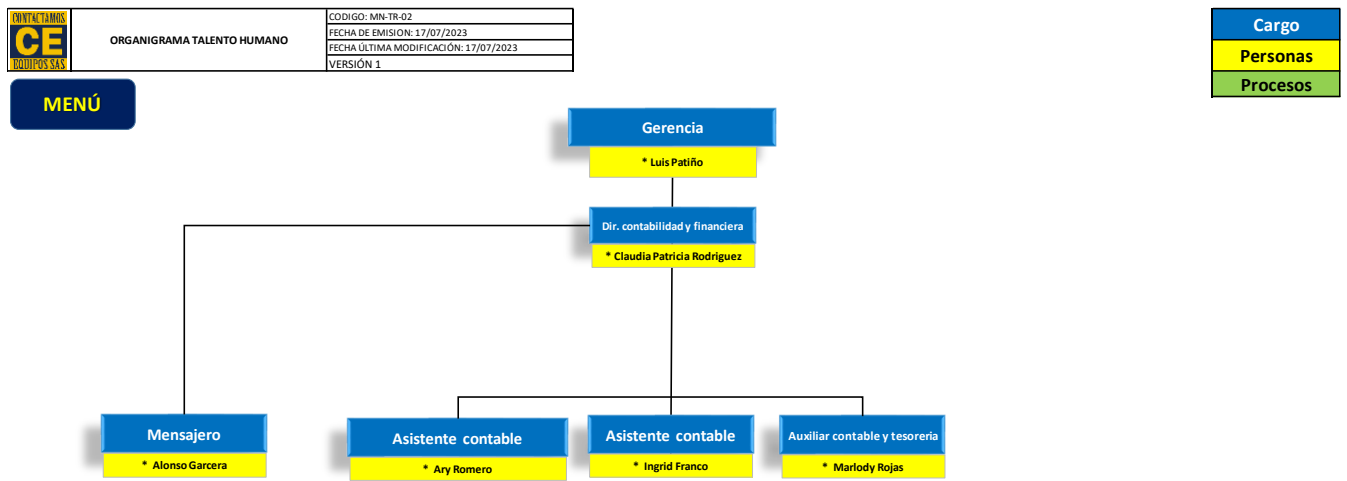 CONTACTAMOS
CE
EQUIPOS SAS
ORGANIGRAMA TALENTO HUMANO
CODIGO: MN-TR-02
FECHA DE EMISION: 17/07/2023
FECHA ÚLTIMA MODIFICACIÓN: 17/07/2023
VERSIÓN 1
Cargo
Personas
Procesos
MENÚ
Gerencia
* Luis Patiño
Dir. contabilidad y financiera
* Claudia Patricia Rodriguez
Mensajero
* Alonso Garcera
Asistente contable
* Ary Romero
Asistente contable
* Ingrid Franco
Auxiliar contable y tesoreria
* Marlody Rojas